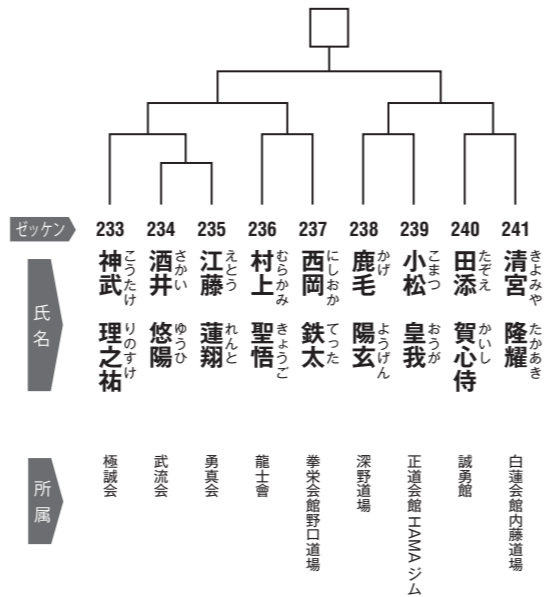 ゼッケン
233 234 235 236 237 238 239 240 241
氏名
神武 理之祐
こうたけ りのすけ
酒井 悠陽
さかい ゆうひ
江藤 蓮翔
えとう れんと
村上 聖悟
むらかみ きょうご
西岡 鉄太
にしおか てった
鹿毛 陽玄
かげ ようげん
小松 皇我
こまつ おうが
田添 賀心侍
たぞえ かいし
清宮 隆耀
きよみや たかあき
所属
極誠会
武流会
勇真会
龍士會
拳栄会館野口道場
深野道場
正道会館 HAMA ジム
誠勇館
白蓮会館内藤道場